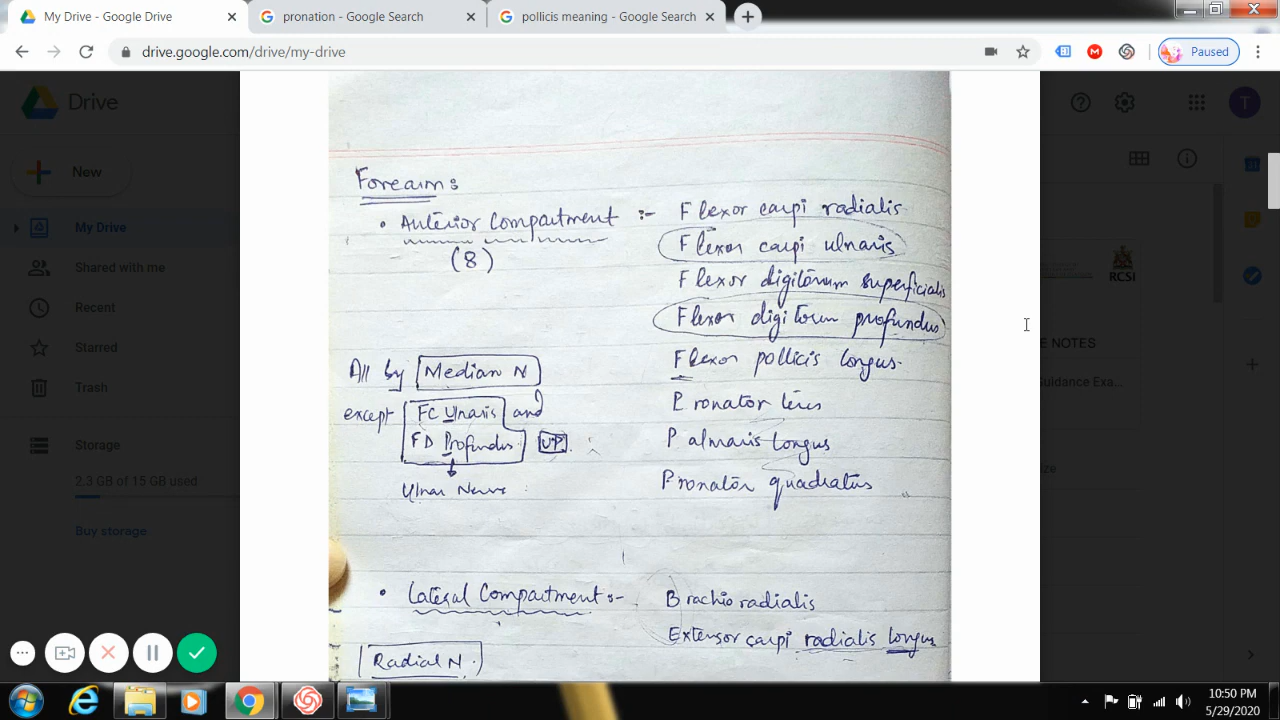 My Drive - Google Drive
pronation - Google Search
pollicis meaning - Google Search
drive.google.com/drive/my-drive
Paused
Drive
T
New
My Drive
Shared with me
Recent
Starred
Trash
Storage
2.3 GB of 15 GB used
Buy storage
RCSI
E NOTES
Guidance Exa...
ze
Forearm:
• Anterior Compartment :- Flexor carpi radialis
(8)
Flexor carpi ulnaris
Flexor digitorum superficialis
Flexor digitorum profundus
Flexor pollicis longus
Pronator teres
Palmaris longus
Pronator quadratus
All by Median N
except FC Ulnaris and
FD Profundus UP
Ulnar Nerve
• Lateral Compartment :- Brachioradialis
Extensor carpi radialis longus
Radial N
10:50 PM
5/29/2020